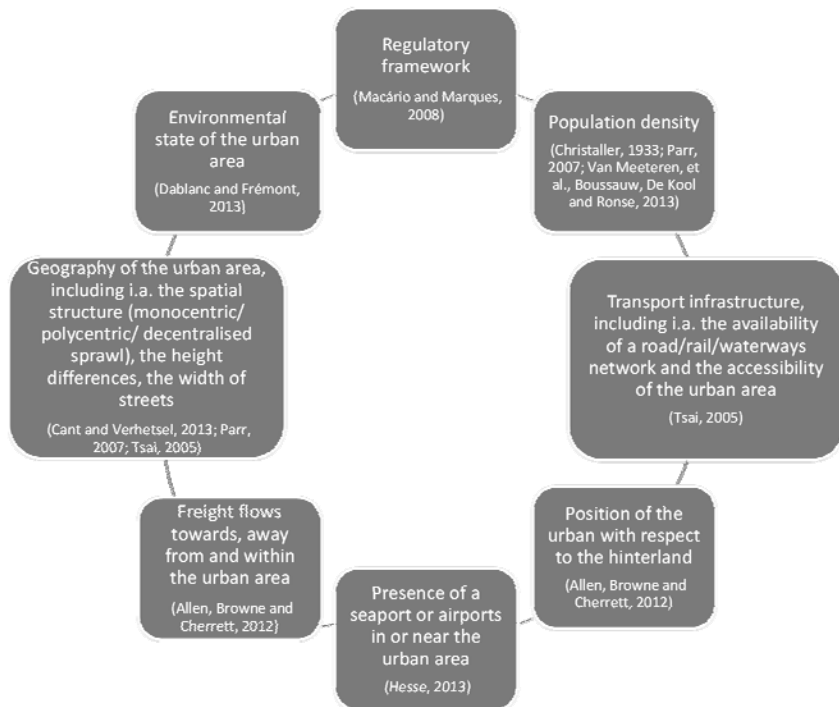 Regulatory
framework
(Macário and Marques,
2008)
Population density
(Christaller, 1933; Parr,
2007; Van Meeteren, et
al., Boussauw, De Kool
and Ronse, 2013)
Transport infrastructure,
including i.a. the availability
of a road/rail/waterways
network and the accessibility
of the urban area
(Tsai, 2005)
Position of the
urban with respect
to the hinterland
(Allen, Browne and
Cherrett, 2012)
Presence of a
seaport or airports
in or near the
urban area
(Hesse, 2013)
Freight flows
towards, away
from and within
the urban area
(Allen, Browne and
Cherrett, 2012)
Geography of the urban area,
including i.a. the spatial
structure (monocentric/
polycentric/ decentralised
sprawl), the height
differences, the width of
streets
(Cant and Verhetsel, 2013; Parr,
2007; Tsai, 2005)
Environmental
state of the urban
area
(Dablanc and Frémont,
2013)